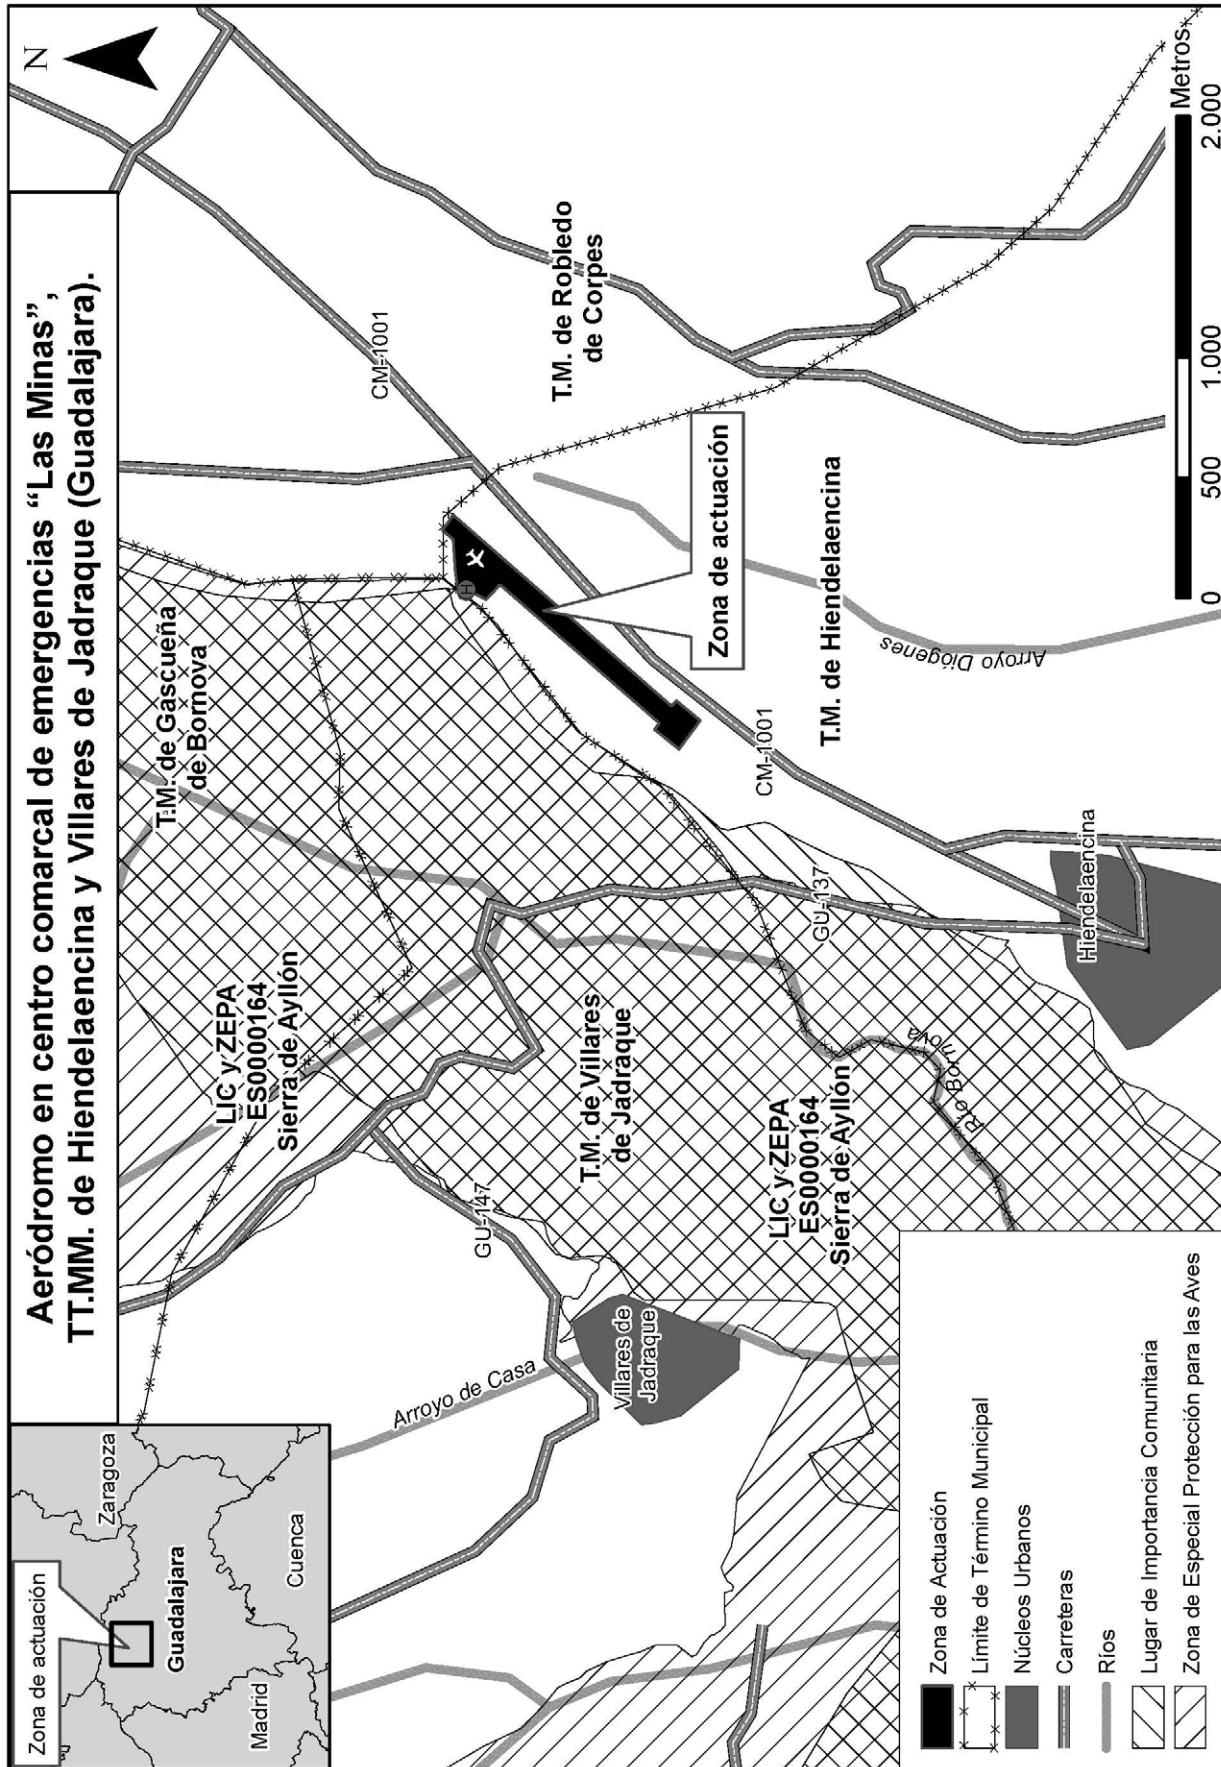 Aeródromo en centro comarcal de emergencias “Las Minas”,
TT.MM. de Hiendelaencina y Villares de Jadraque (Guadalajara).
N
Zona de actuación
Zaragoza
Guadalajara
Madrid
Cuenca
T.M. de Gascueña
de Bornova
CM-1001
LIC y ZEPA
ES0000164
Sierra de Ayllón
T.M. de Robledo
de Corpes
GU-147
Arroyo de Casa
Villares de
Jadraque
T.M. de Villares
de Jadraque
H
Zona de actuación
LIC y ZEPA
ES0000164
Sierra de Ayllón
GU-137
CM-1001
T.M. de Hiendelaencina
Arroyo Diógenes
Río Bornova
Hiendelaencina
Zona de Actuación
Límite de Término Municipal
Núcleos Urbanos
Carreteras
Ríos
Lugar de Importancia Comunitaria
Zona de Especial Protección para las Aves
Metros
0 500 1.000 2.000